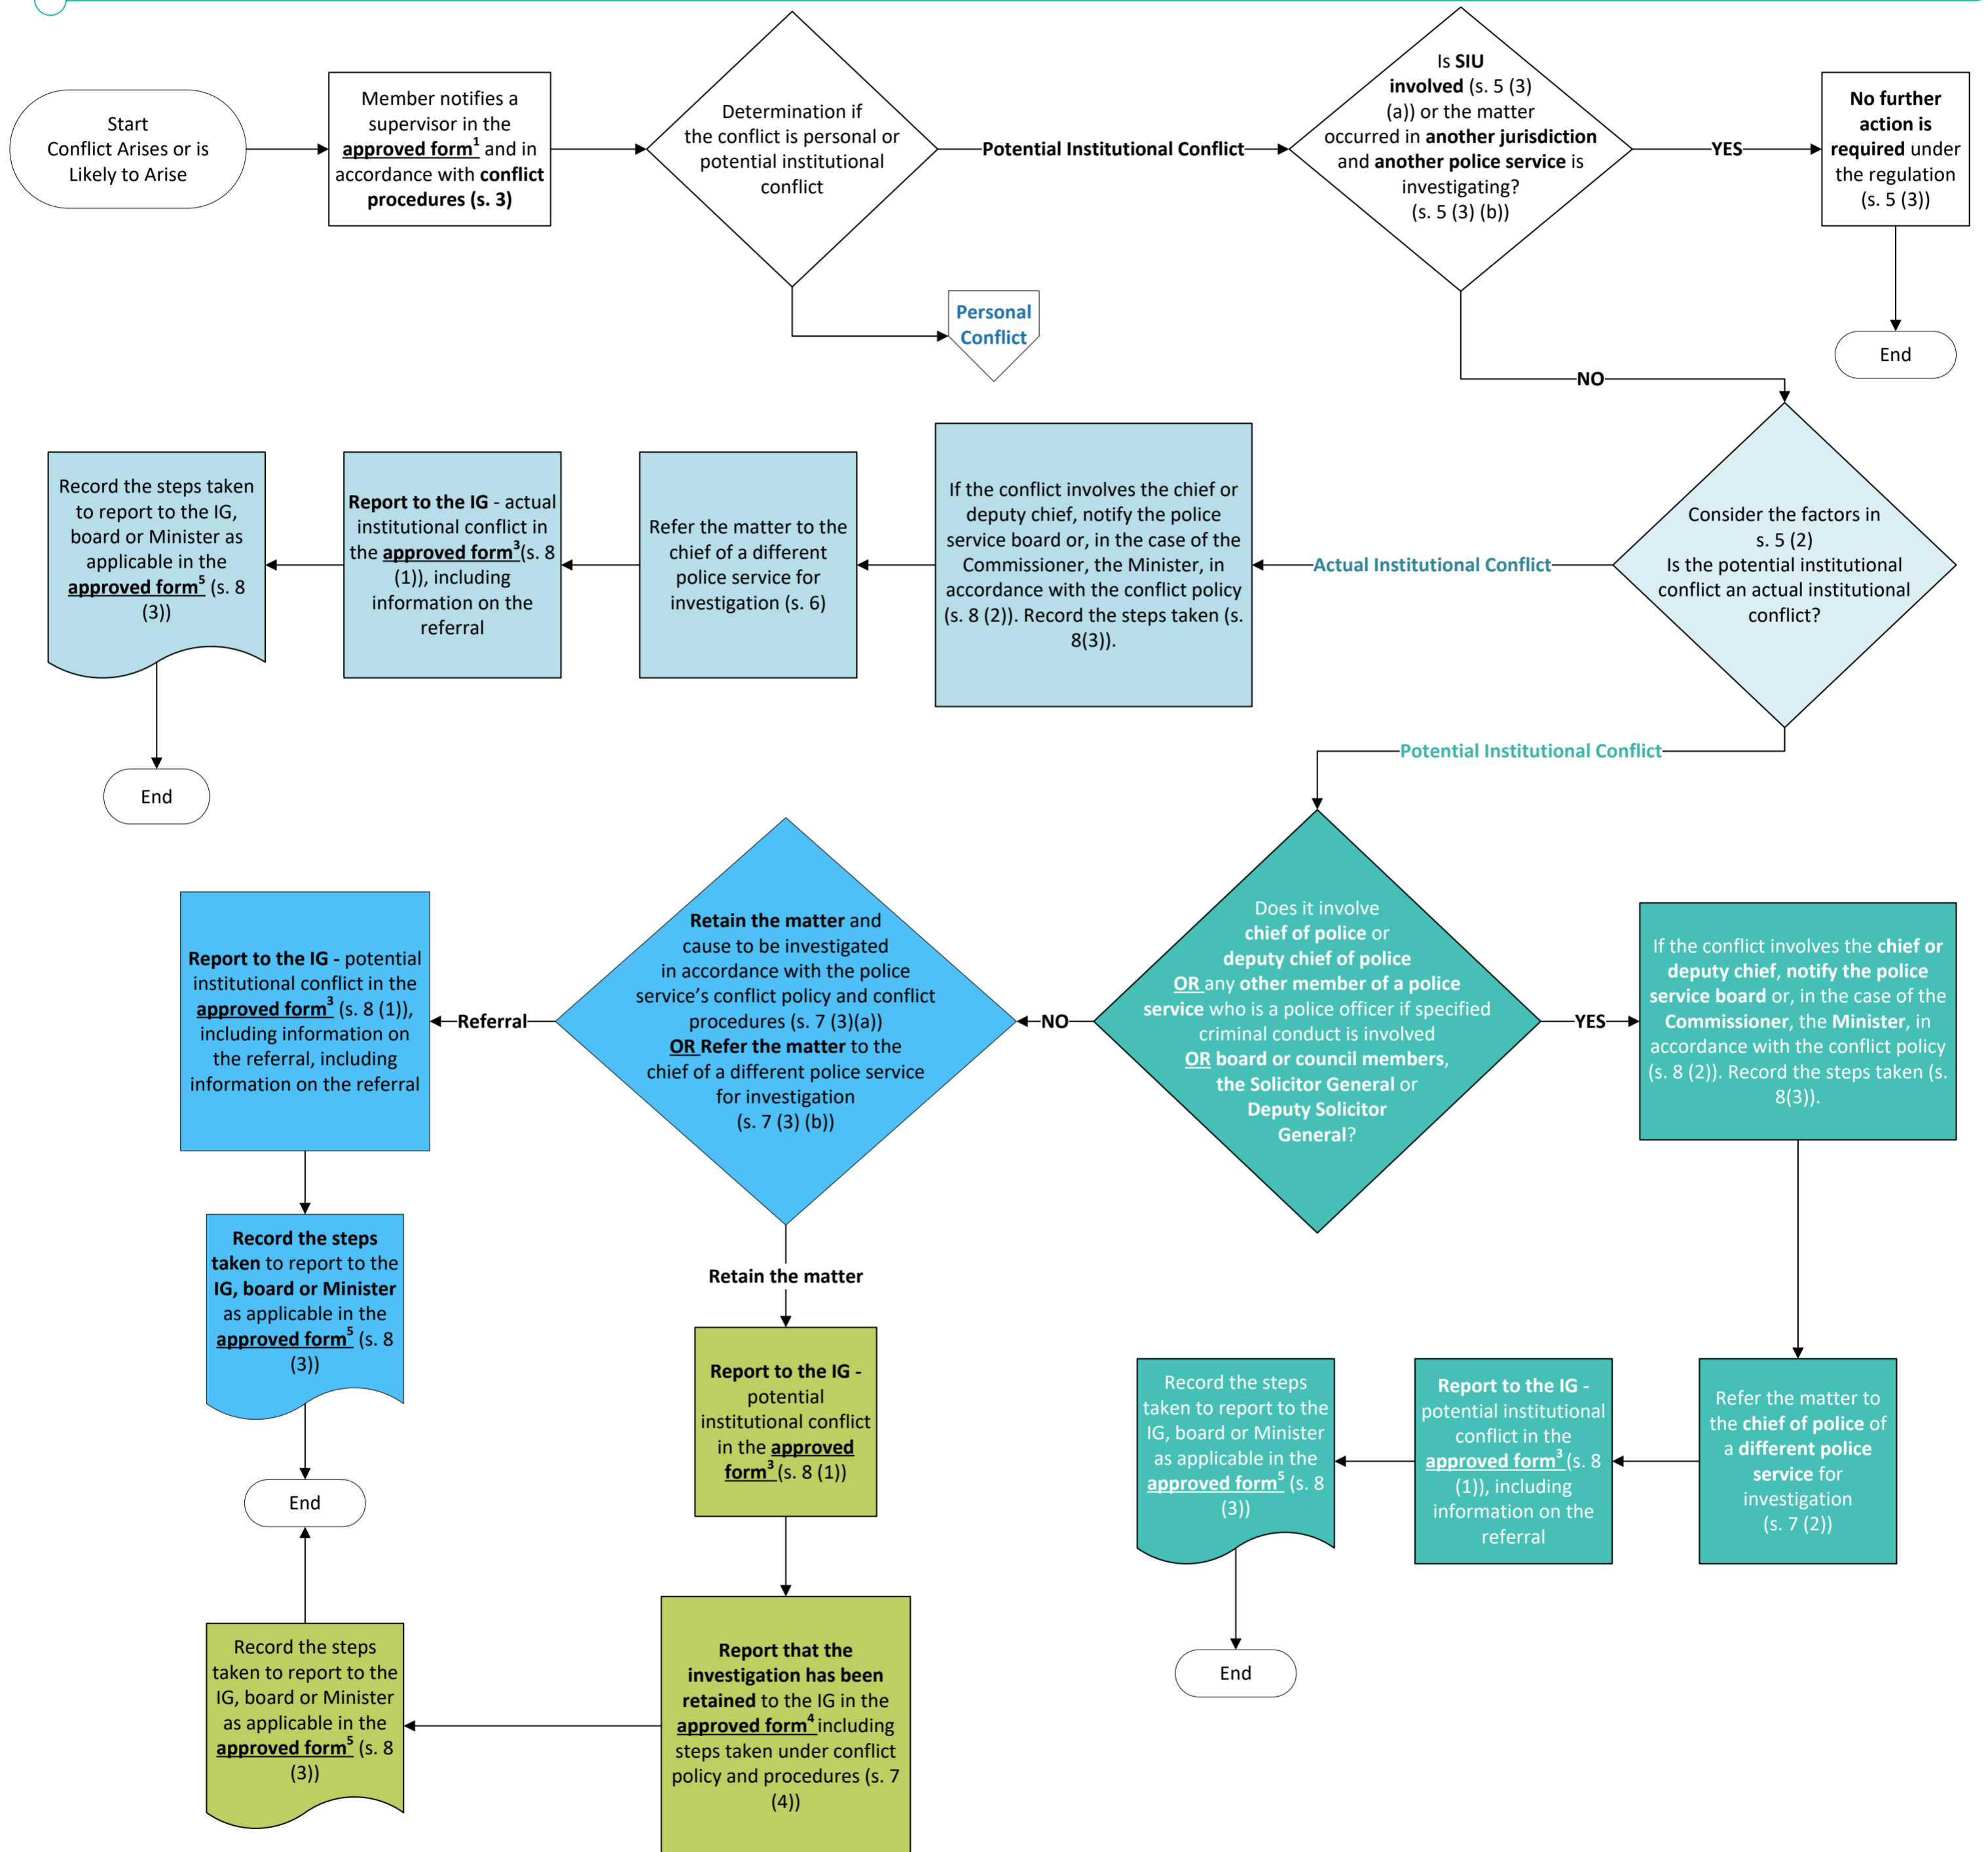 Start
Conflict Arises or is
Likely to Arise
Member notifies a
supervisor in the
approved form1 and in
accordance with conflict
procedures (s. 3)
Determination if
the conflict is personal or
potential institutional
conflict
Potential Institutional Conflict
Is SIU
involved (s. 5 (3)
(a)) or the matter
occurred in another jurisdiction
and another police service is
investigating?
(s. 5 (3) (b))
YES
No further
action is
required under
the regulation
(s. 5 (3))
End
Personal
Conflict
NO
Consider the factors in
s. 5 (2)
Is the potential institutional
conflict an actual institutional
conflict?
Actual Institutional Conflict
If the conflict involves the chief or
deputy chief, notify the police
service board or, in the case of the
Commissioner, the Minister, in
accordance with the conflict policy
(s. 8 (2)). Record the steps taken (s.
8(3)).
Refer the matter to the
chief of a different
police service for
investigation (s. 6)
Report to the IG - actual
institutional conflict in
the approved form3(s. 8
(1)), including
information on the
referral
Record the steps taken
to report to the IG,
board or Minister as
applicable in the
approved form5 (s. 8
(3))
End
Potential Institutional Conflict
Does it involve
chief of police or
deputy chief of police
OR any other member of a police
service who is a police officer if specified
criminal conduct is involved
OR board or council members,
the Solicitor General or
Deputy Solicitor
General?
YES
If the conflict involves the chief or
deputy chief, notify the police
service board or, in the case of the
Commissioner, the Minister, in
accordance with the conflict policy
(s. 8 (2)). Record the steps taken (s.
8(3)).
Refer the matter to
the chief of police of
a different police
service for
investigation
(s. 7 (2))
Report to the IG -
potential institutional
conflict in the
approved form3 (s. 8
(1)), including
information on the
referral
Record the steps
taken to report to the
IG, board or Minister
as applicable in the
approved form5 (s. 8
(3))
End
NO
Retain the matter and
cause to be investigated
in accordance with the police
service's conflict policy and conflict
procedures (s. 7 (3)(a))
OR Refer the matter to the
chief of a different police service
for investigation
(s. 7 (3) (b))
Referral
Report to the IG - potential
institutional conflict in the
approved form3 (s. 8 (1)),
including information on
the referral, including
information on the referral
Record the steps
taken to report to the
IG, board or Minister
as applicable in the
approved form5 (s. 8
(3))
End
Retain the matter
Report to the IG -
potential
institutional conflict
in the approved
form3 (s. 8 (1))
Report that the
investigation has been
retained to the IG in the
approved form4 including
steps taken under conflict
policy and procedures (s. 7
(4))
Record the steps
taken to report to the
IG, board or Minister
as applicable in the
approved form5 (s. 8
(3))